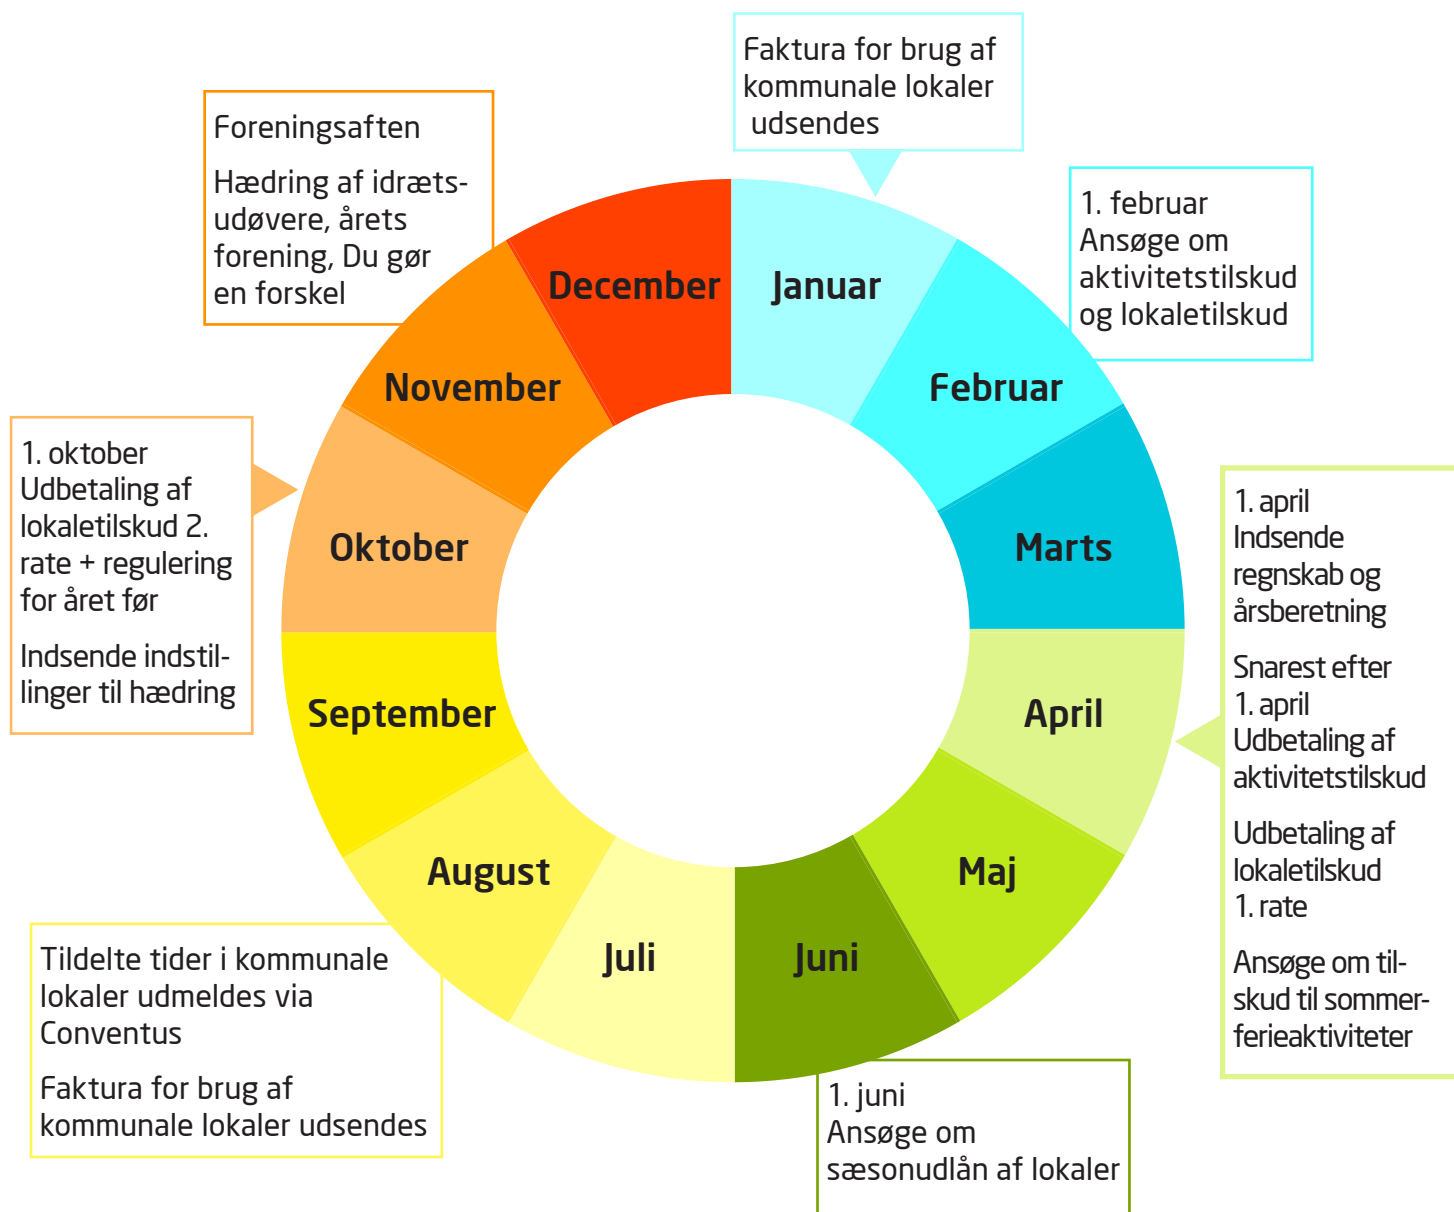 Faktura for brug af
kommunale lokaler
udsendes
1. februar
Ansøge om
aktivitetstilskud
og lokaletilskud
1. april
Indsende
regnskab og
årsberetning
Snarest efter
1. april
Udbetaling af
aktivitetstilskud
Udbetaling af
lokaletilskud
1. rate
Ansøge om til-
skud til sommer-
ferieaktiviteter
1. juni
Ansøge om
sæsonudlån af lokaler
Tildelte tider i kommunale
lokaler udmeldes via
Conventus
Faktura for brug af
kommunale lokaler udsendes
1. oktober
Udbetaling af
lokaletilskud 2.
rate + regulering
for året før
Indsende indstil-
linger til hædring
Foreningsaften
Hædring af idræts-
udøvere, årets
forening, Du gør
en forskel
Januar
Februar
Marts
April
Maj
Juni
Juli
August
September
Oktober
November
December